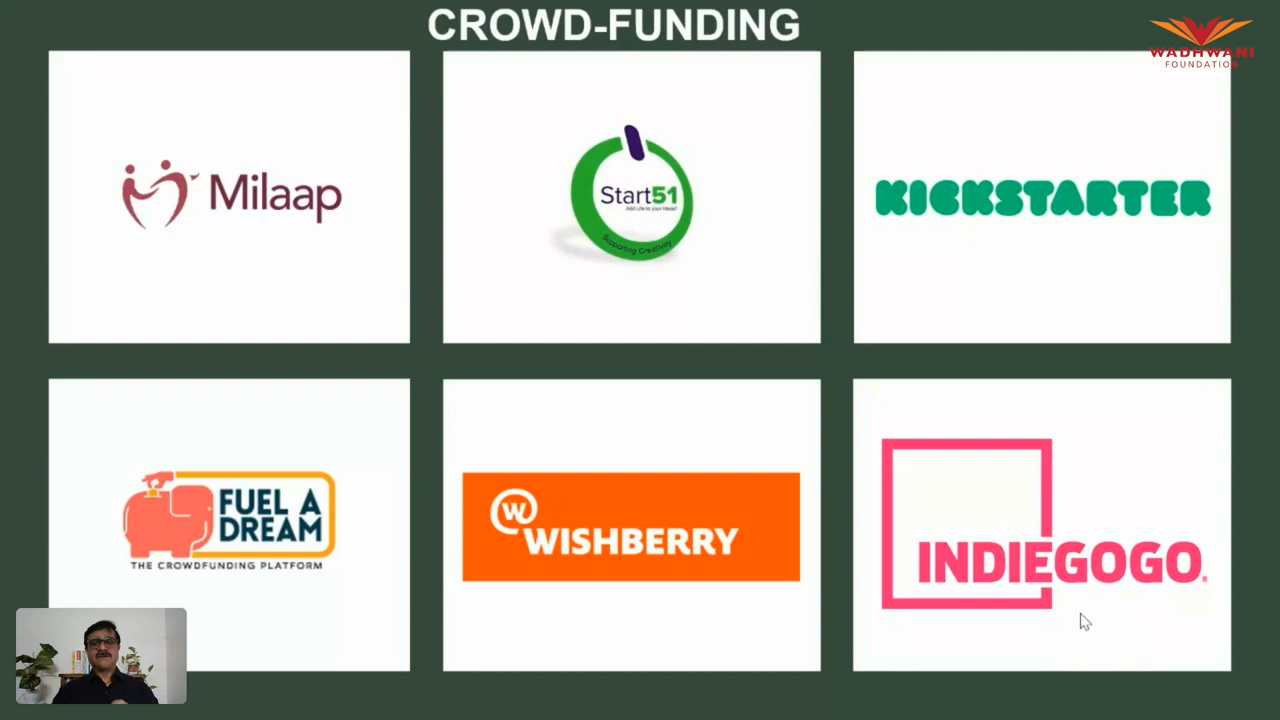 CROWD-FUNDING
WADHWANI
FOUNDATION
Milaap
Start51
Add Life to your Ideas!
Supporting Creativity
KICKSTARTER
FUEL A
DREAM
THE CROWDFUNDING PLATFORM
W
WISHBERRY
INDIEGOGO